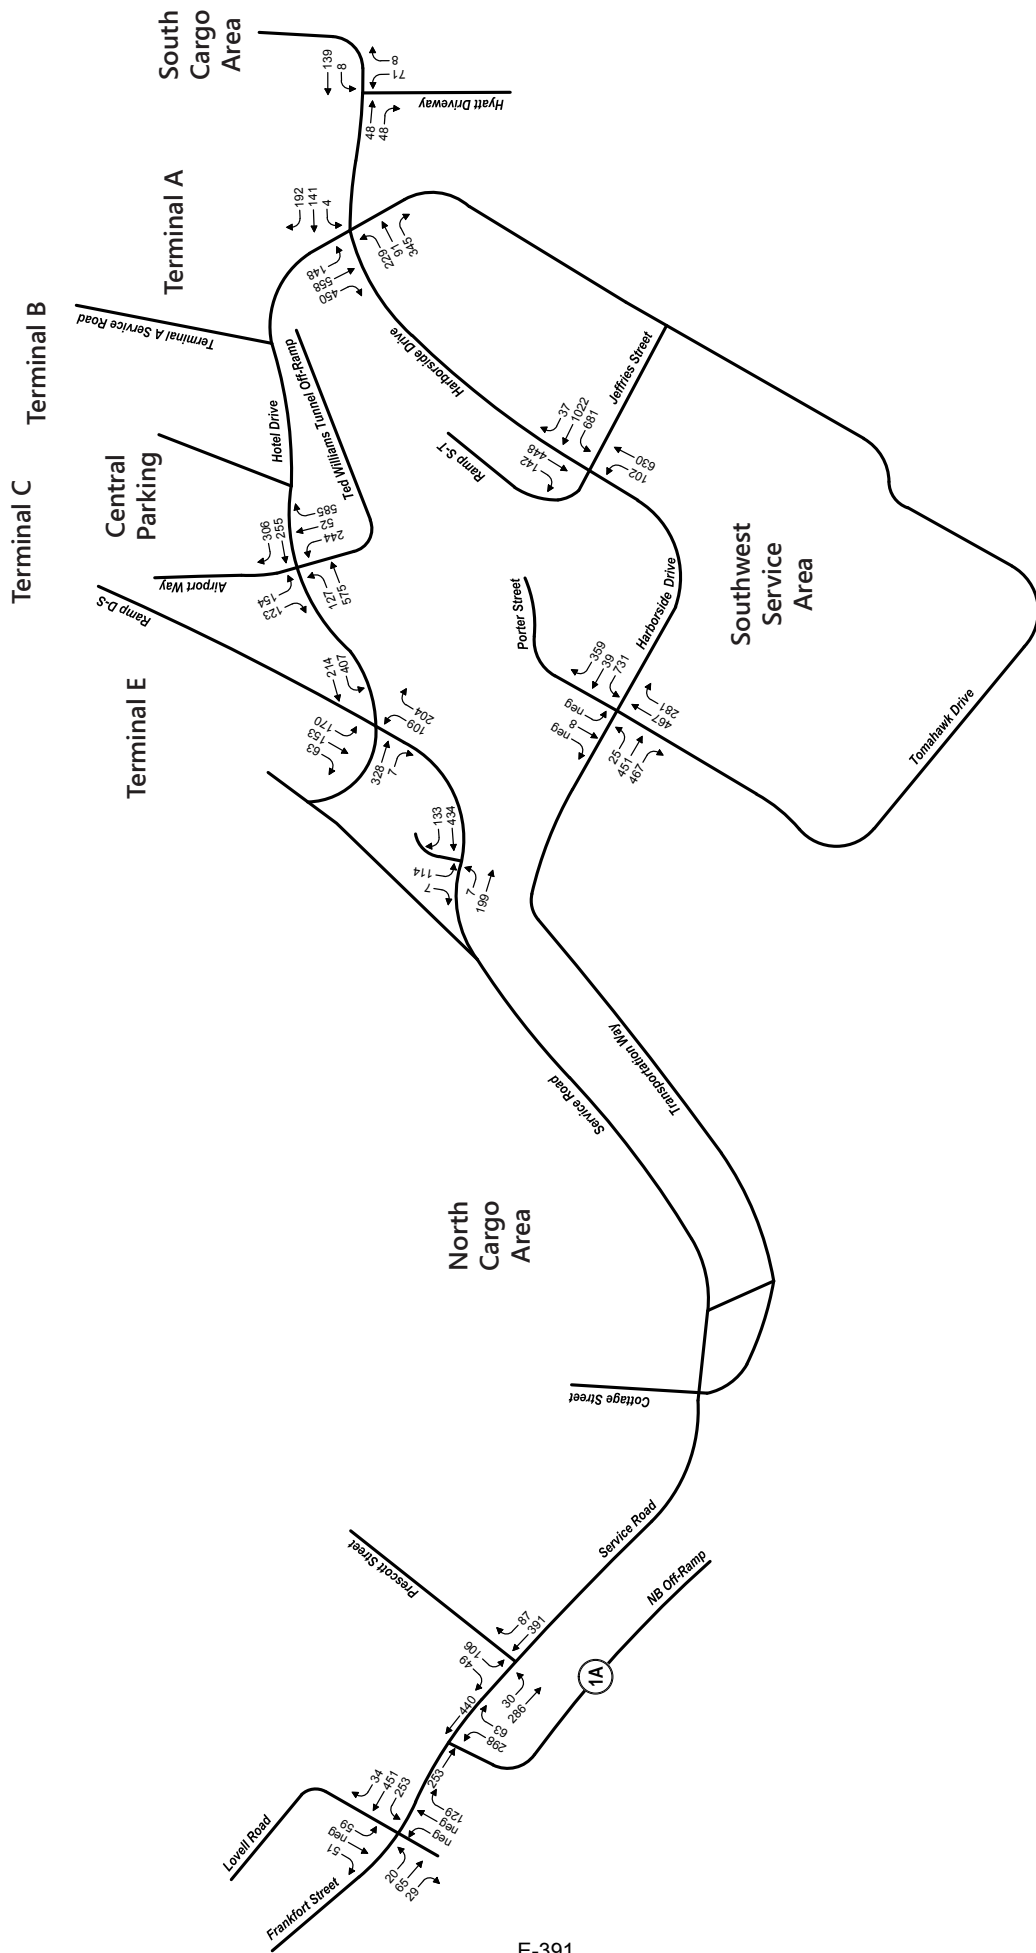 South
Cargo
Area
139
8
8
71
Hyatt Driveway
48
48
Terminal A
192
141
4
148
558
450
229
91
345
Terminal B
Terminal A Service Road
Harborside Drive
Hotel Drive
Ted Williams Tunnel Off-Ramp
Jeffries Street
37
1022
681
448
142
Ramp S-T
630
102
Terminal C
Central
Parking
306
255
585
52
244
Airport Way
154
123
127
575
Ramp D-S
Porter Street
Harborside Drive
Southwest
Service
Area
359
39
731
neg
8
neg
281
467
25
451
467
Tomahawk Drive
Terminal E
214
407
170
153
63
204
109
328
7
133
434
114
7
7
199
Transportation Way
Service Road
North
Cargo
Area
Cottage Street
Service Road
Prescott Street
NB Off-Ramp
1A
87
391
106
49
30
286
440
63
298
253
34
451
253
59
neg
51
129
neg
neg
20
65
29
Lovell Road
Frankfort Street
E-391